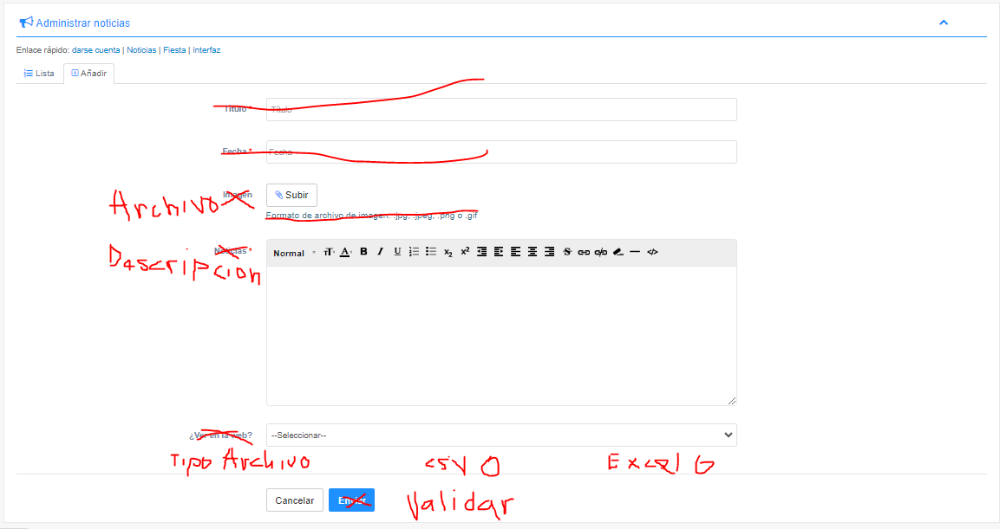 Administrar noticias
Enlace rápido: darse cuenta | Noticias | Fiesta | Interfaz
Lista Añadir
Título * Título
Fecha * Fecha
Imagen Subir
Archivo
Formato de archivo de imagen: .jpg, .jpeg, .png o .gif
Noticias * Normal
Descripcion
¿Ver en la web? --Seleccionar--
Tipo Archivo csv O Excel
Cancelar Enviar Validar